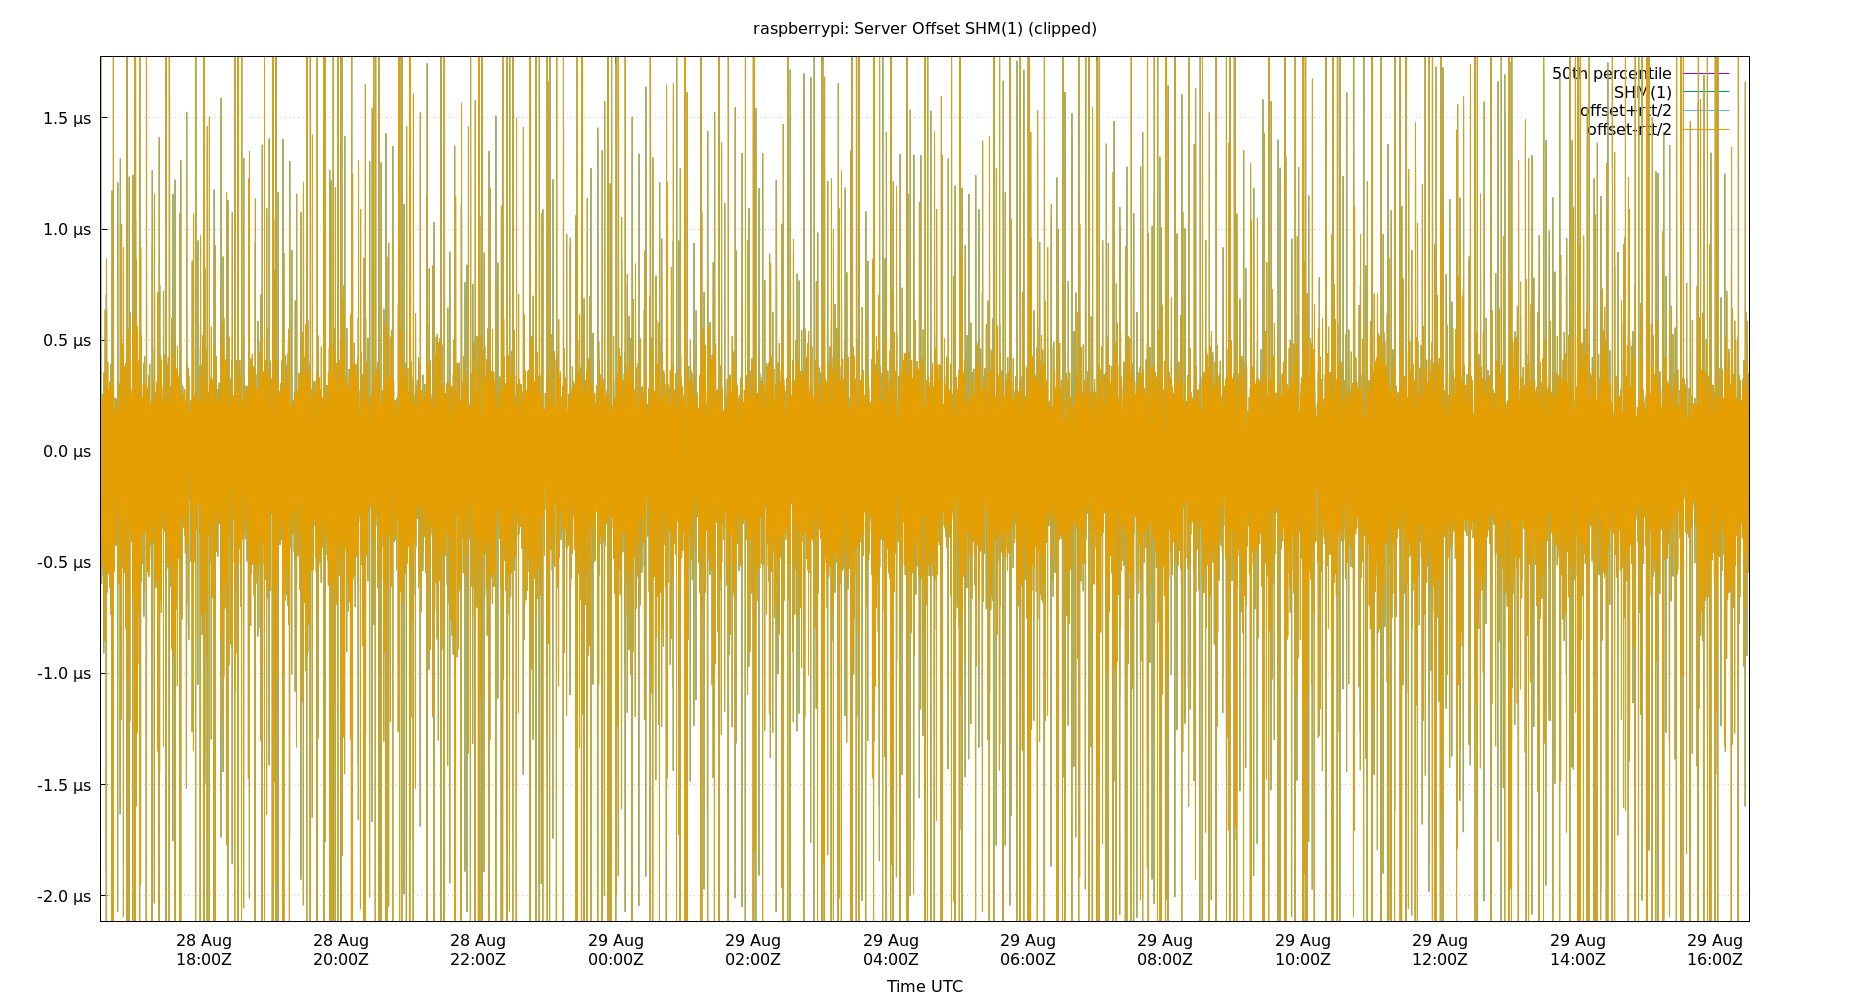 raspberrypi: Server Offset SHM(1) (clipped)
50th percentile
SHM(1)
offset+rtt/2
offset-rtt/2
1.5 µs
1.0 µs
0.5 µs
0.0 µs
-0.5 µs
-1.0 µs
-1.5 µs
-2.0 µs
28 Aug 28 Aug 28 Aug 29 Aug 29 Aug 29 Aug 29 Aug 29 Aug 29 Aug 29 Aug 29 Aug 29 Aug
18:00Z 20:00Z 22:00Z 00:00Z 02:00Z 04:00Z 06:00Z 08:00Z 10:00Z 12:00Z 14:00Z 16:00Z
Time UTC